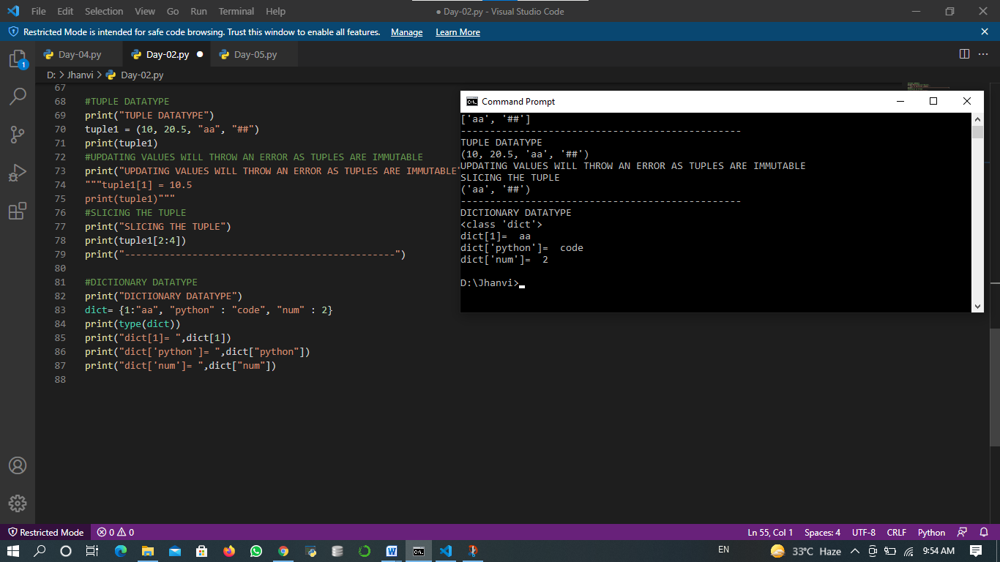 File Edit Selection View Go Run Terminal Help
● Day-02.py - Visual Studio Code
Restricted Mode is intended for safe code browsing. Trust this window to enable all features. Manage Learn More
1
Day-04.py Day-02.py ● Day-05.py
D: > Jhanvi > Day-02.py
67
68 #TUPLE DATATYPE
69 print("TUPLE DATATYPE")
70 tuple1 = (10, 20.5, "aa", "##")
71 print(tuple1)
72 #UPDATING VALUES WILL THROW AN ERROR AS TUPLES ARE IMMUTABLE
73 print("UPDATING VALUES WILL THROW AN ERROR AS TUPLES ARE IMMUTABLE"
74 """tuple1[1] = 10.5
75 print(tuple1)"""
76 #SLICING THE TUPLE
77 print("SLICING THE TUPLE")
78 print(tuple1[2:4])
79 print("------------------------------------------------")
80
81 #DICTIONARY DATATYPE
82 print("DICTIONARY DATATYPE")
83 dict= {1:"aa", "python" : "code", "num" : 2}
84 print(type(dict))
85 print("dict[1]= ",dict[1])
86 print("dict['python']= ",dict["python"])
87 print("dict['num']= ",dict["num"])
88
Command Prompt
['aa', '##']
------------------------------------------------
TUPLE DATATYPE
(10, 20.5, 'aa', '##')
UPDATING VALUES WILL THROW AN ERROR AS TUPLES ARE IMMUTABLE
SLICING THE TUPLE
('aa', '##')
------------------------------------------------
DICTIONARY DATATYPE
<class 'dict'>
dict[1]=  aa
dict['python']=  code
dict['num']=  2
D:\Jhanvi>
Restricted Mode 0 0 Ln 55, Col 1 Spaces: 4 UTF-8 CRLF Python
EN 33°C Haze 9:54 AM